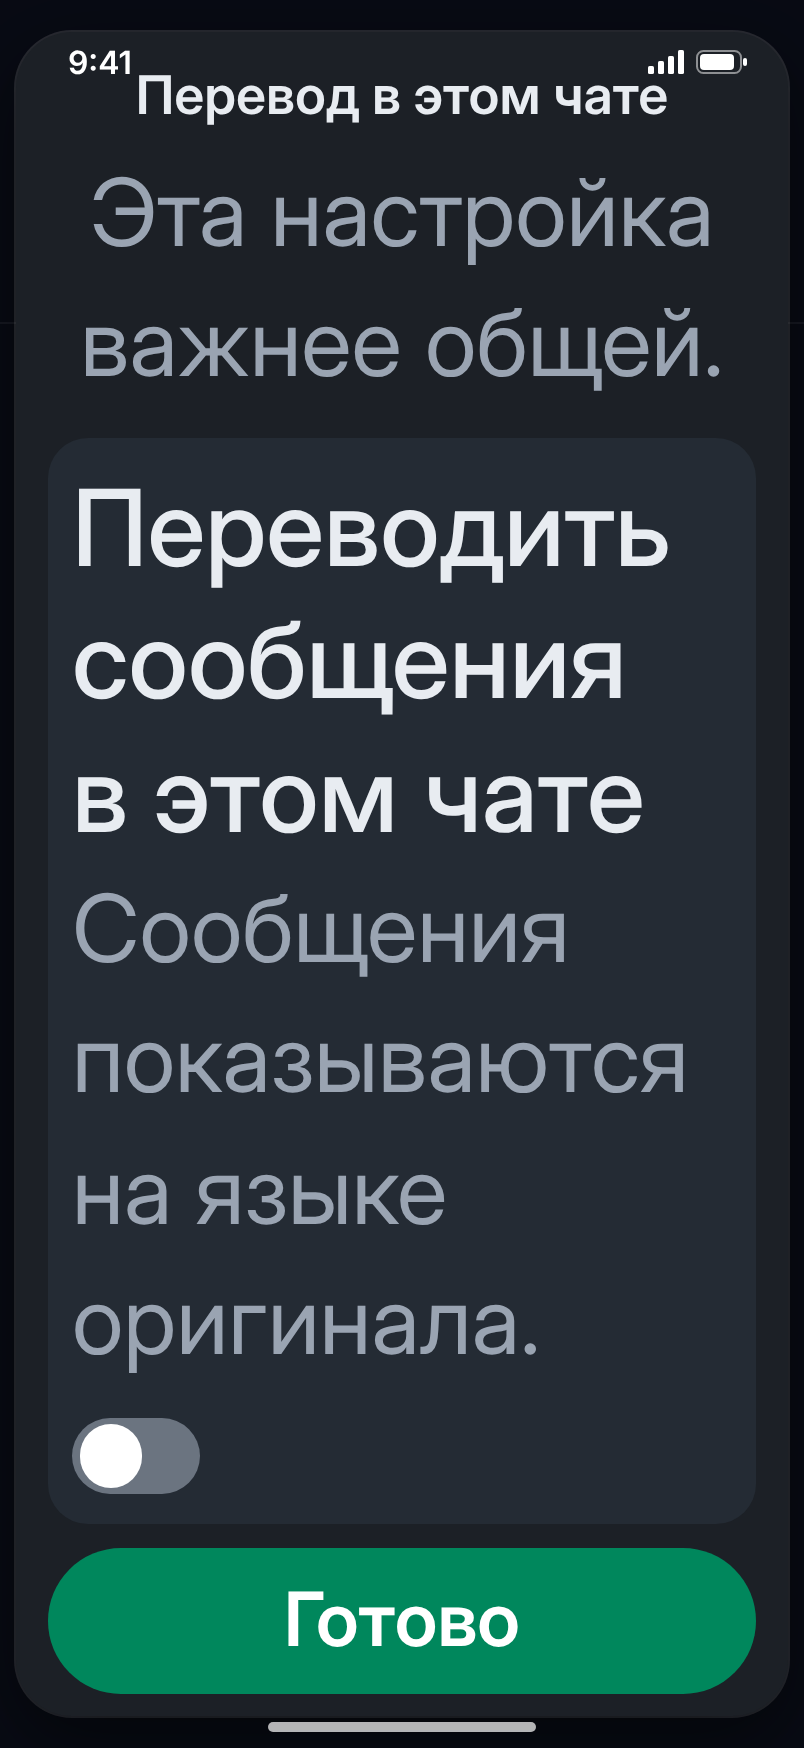 9:41
Перевод в этом чате
Эта настройка
важнее общей.
Переводить
сообщения
в этом чате
Сообщения
показываются
на языке
оригинала.
Готово